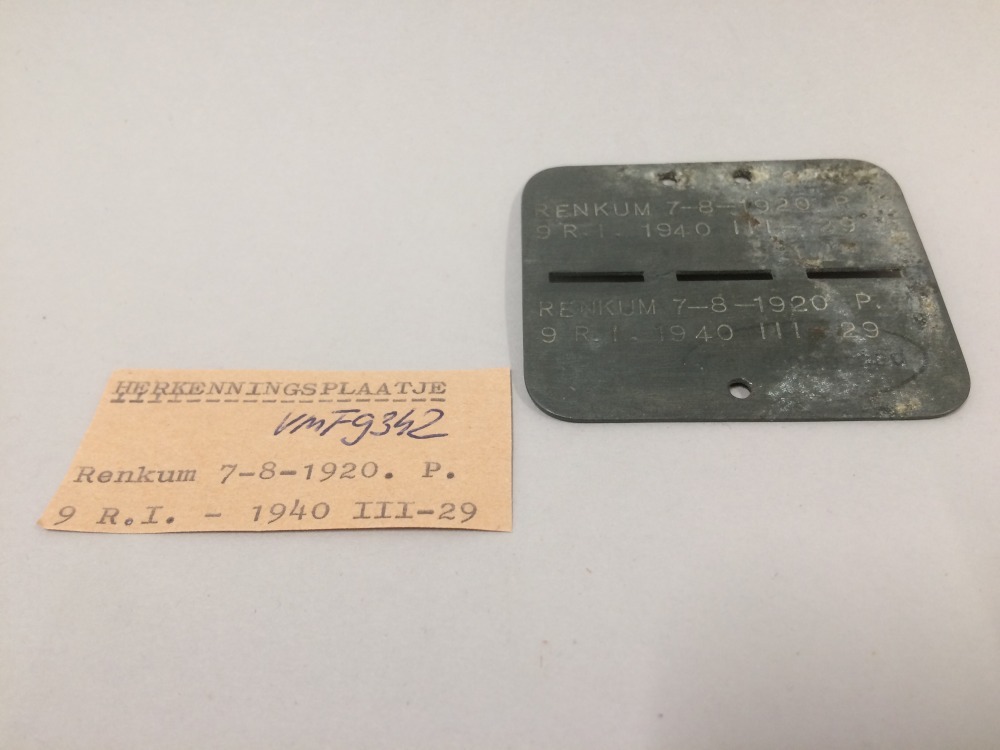 RENKUM 7-8-1920 P.
9 R.I. 1940 III - 29
RENKUM 7-8-1920 P.
9 R.I. 1940 III 29
HERKENNINGSPLAATJE
VMF9342
Renkum 7-8-1920. P.
9 R.I. - 1940 III-29